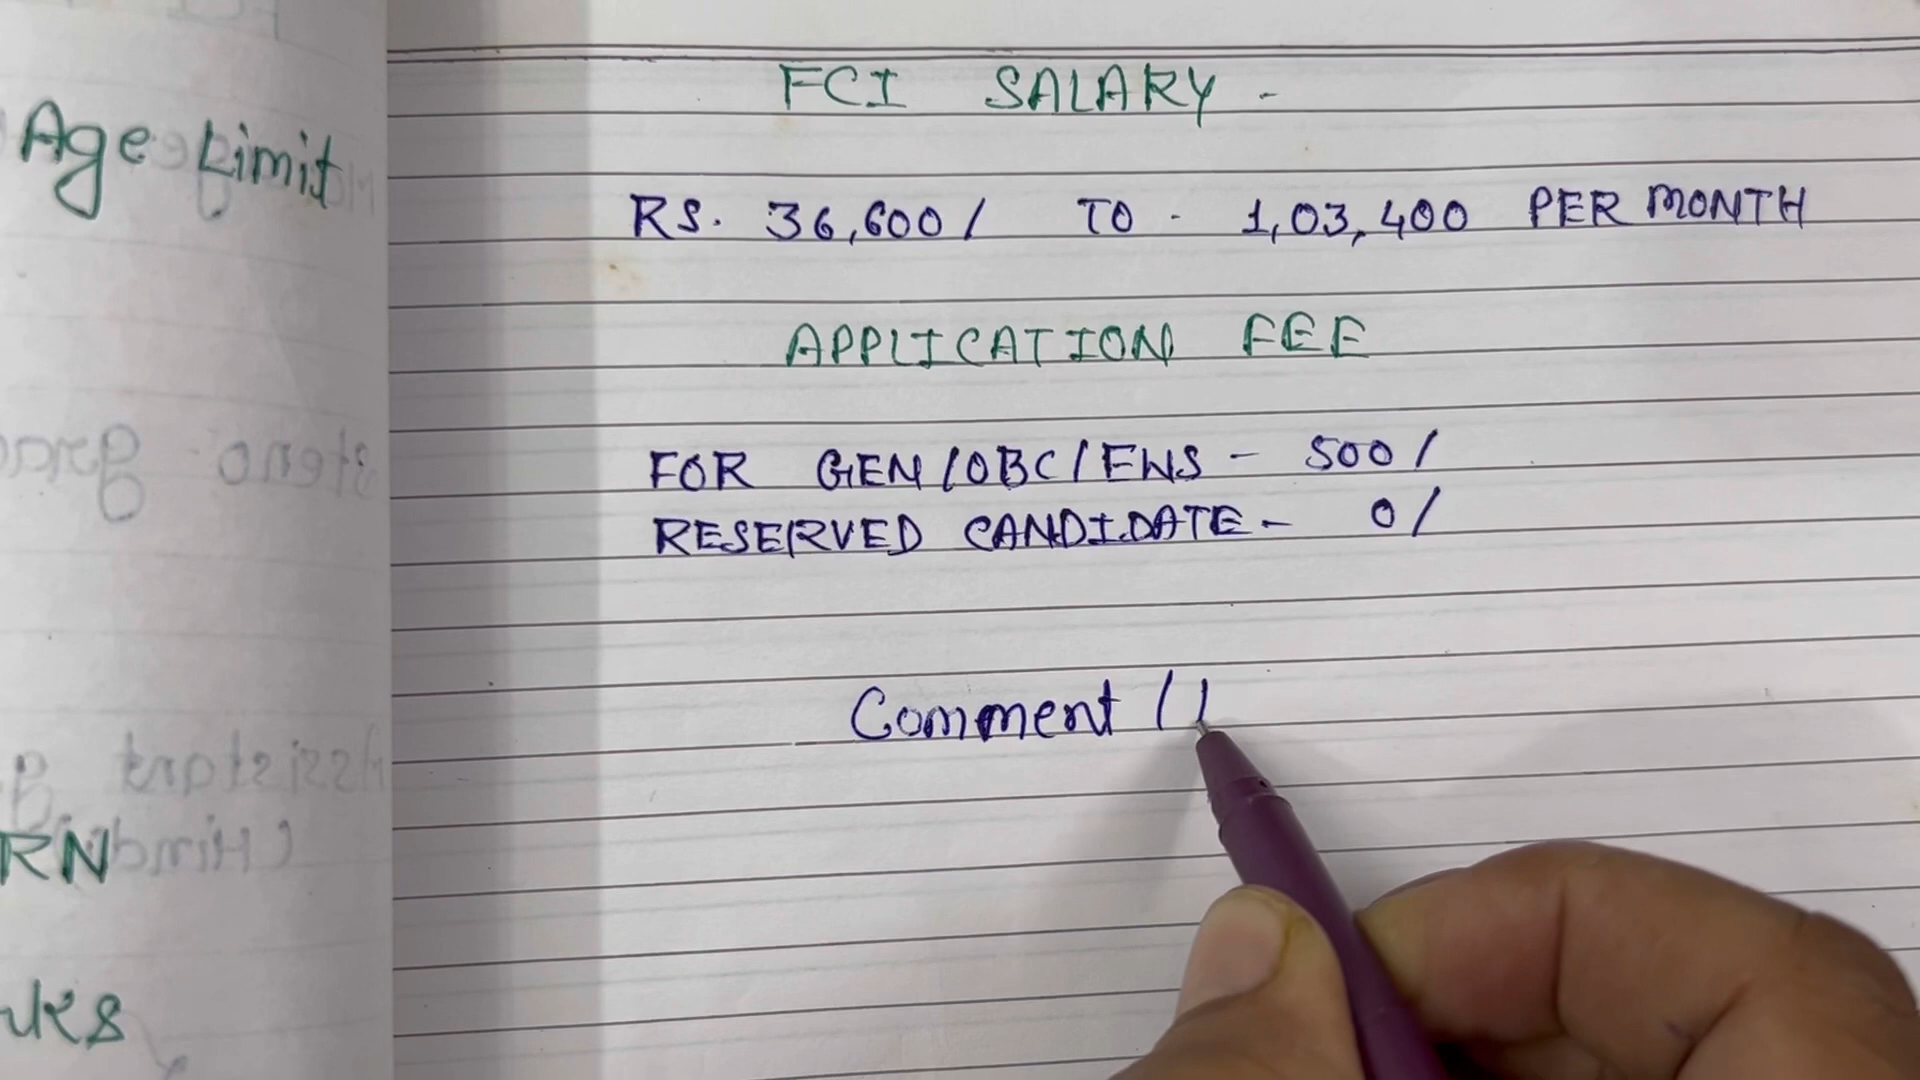 Age Limit
RN
FCI SALARY -
RS. 36,600/ TO - 1,03,400 PER MONTH
APPLICATION FEE
FOR GEN/OBC/EWS - 500/
RESERVED CANDIDATE - 0/
Comment /